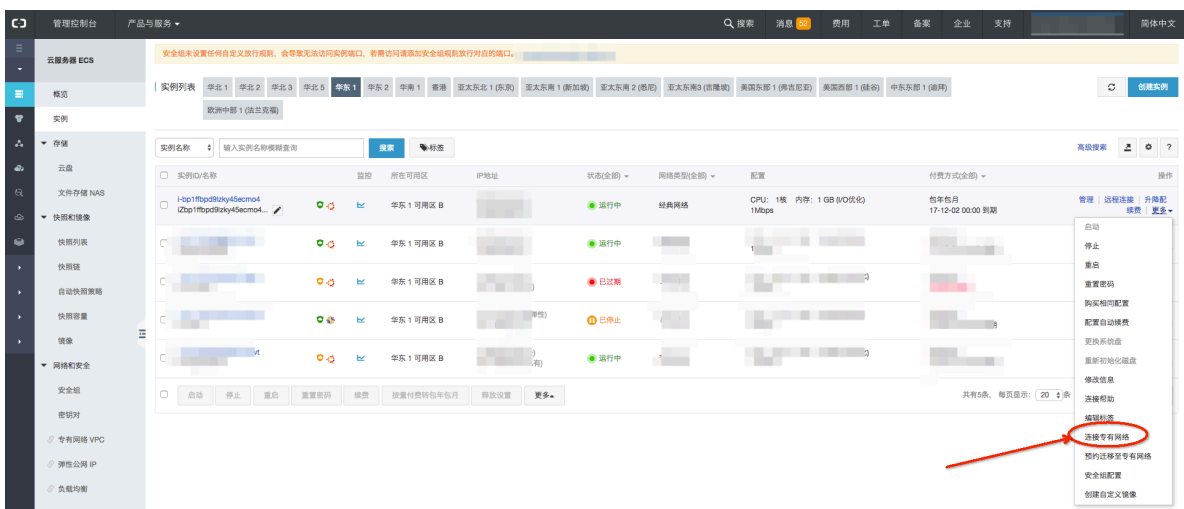 管理控制台 产品与服务 搜索 消息 52 费用 工单 备案 企业 支持 简体中文
云服务器 ECS
概览
实例
存储
云盘
文件存储 NAS
快照和镜像
快照列表
快照链
自动快照策略
快照容量
镜像
网络和安全
安全组
密钥对
专有网络 VPC
弹性公网 IP
负载均衡
安全组未设置任何自定义放行规则，会导致无法访问实例端口，若需访问请添加安全组规则放行对应的端口。
实例列表 华北 1 华北 2 华北 3 华北 5 华东 1 华东 2 华南 1 香港 亚太东北 1 (东京) 亚太东南 1 (新加坡) 亚太东南 2 (悉尼) 亚太东南3 (吉隆坡) 美国东部 1 (弗吉尼亚) 美国西部 1 (硅谷) 中东东部 1 (迪拜) 创建实例
欧洲中部 1 (法兰克福)
实例名称 输入实例名称模糊查询 搜索 标签 高级搜索 ?
实例ID/名称 监控 所在可用区 IP地址 状态(全部) 网络类型(全部) 配置 付费方式(全部) 操作
i-bp1ffbpd9lzky45ecmo4 华东 1 可用区 B 运行中 经典网络 CPU： 1核 内存： 1 GB (I/O优化) 包年包月 管理 远程连接 升降配
iZbp1ffbpd9lzky45ecmo4... 1Mbps 17-12-02 00:00 到期 续费 更多
华东 1 可用区 B 运行中
华东 1 可用区 B 已过期
华东 1 可用区 B 已停止
华东 1 可用区 B 运行中
启动 停止 重启 重置密码 续费 按量付费转包年包月 释放设置 更多 共有5条， 每页显示： 20 条
启动
停止
重启
重置密码
购买相同配置
配置自动续费
更换系统盘
重新初始化磁盘
修改信息
连接帮助
编辑标签
连接专有网络
预约迁移至专有网络
安全组配置
创建自定义镜像